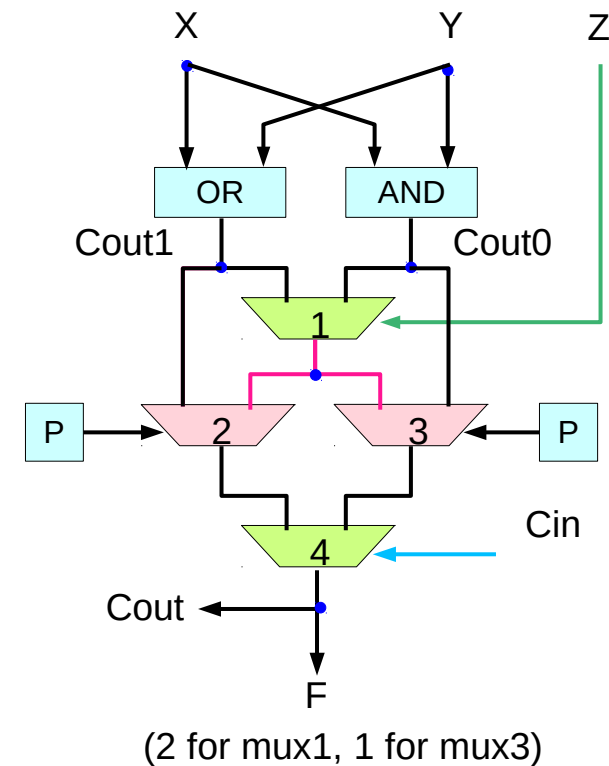 X
Y
Z
OR
AND
Cout1
Cout0
1
P
2
3
P
4
Cin
Cout
F
(2 for mux1, 1 for mux3)